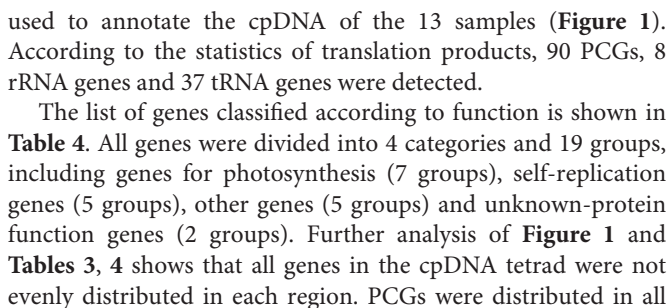 used to annotate the cpDNA of the 13 samples (Figure 1).
According to the statistics of translation products, 90 PCGs, 8
rRNA genes and 37 tRNA genes were detected.
The list of genes classified according to function is shown in
Table 4. All genes were divided into 4 categories and 19 groups,
including genes for photosynthesis (7 groups), self-replication
genes (5 groups), other genes (5 groups) and unknown-protein
function genes (2 groups). Further analysis of Figure 1 and
Tables 3, 4 shows that all genes in the cpDNA tetrad were not
evenly distributed in each region. PCGs were distributed in all